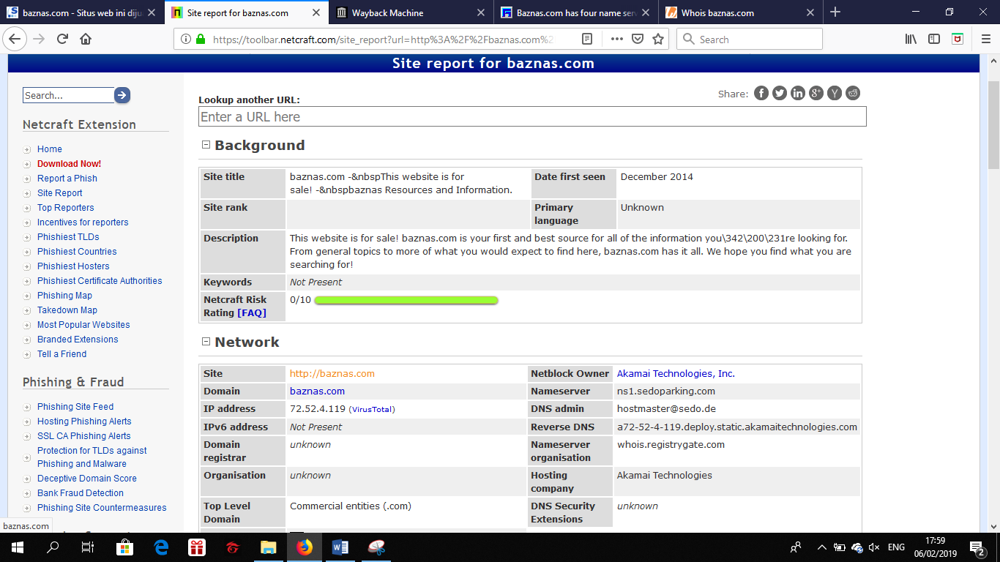 baznas.com - Situs web ini diju
Site report for baznas.com
Wayback Machine
Baznas.com has four name serv
Whois baznas.com
https://toolbar.netcraft.com/site_report?url=http%3A%2F%2Fbaznas.com%2
Search
Site report for baznas.com
Search...
Netcraft Extension
Home
Download Now!
Report a Phish
Site Report
Top Reporters
Incentives for reporters
Phishiest TLDs
Phishiest Countries
Phishiest Hosters
Phishiest Certificate Authorities
Phishing Map
Takedown Map
Most Popular Websites
Branded Extensions
Tell a Friend
Phishing & Fraud
Phishing Site Feed
Hosting Phishing Alerts
SSL CA Phishing Alerts
Protection for TLDs against
Phishing and Malware
Deceptive Domain Score
Bank Fraud Detection
Phishing Site Countermeasures
baznas.com
Share:
Lookup another URL:
Enter a URL here
Background
Site title baznas.com -&nbspThis website is for Date first seen December 2014
sale! -&nbspbaznas Resources and Information.
Site rank Primary Unknown
language
Description This website is for sale! baznas.com is your first and best source for all of the information you\342\200\231re looking for.
From general topics to more of what you would expect to find here, baznas.com has it all. We hope you find what you are
searching for!
Keywords Not Present
Netcraft Risk 0/10
Rating [FAQ]
Network
Site http://baznas.com Netblock Owner Akamai Technologies, Inc.
Domain baznas.com Nameserver ns1.sedoparking.com
IP address 72.52.4.119 (VirusTotal) DNS admin hostmaster@sedo.de
IPv6 address Not Present Reverse DNS a72-52-4-119.deploy.static.akamaitechnologies.com
Domain unknown Nameserver whois.registrygate.com
registrar organisation
Organisation unknown Hosting Akamai Technologies
company
Top Level Commercial entities (.com) DNS Security unknown
Domain Extensions
ENG
17:59
06/02/2019
2